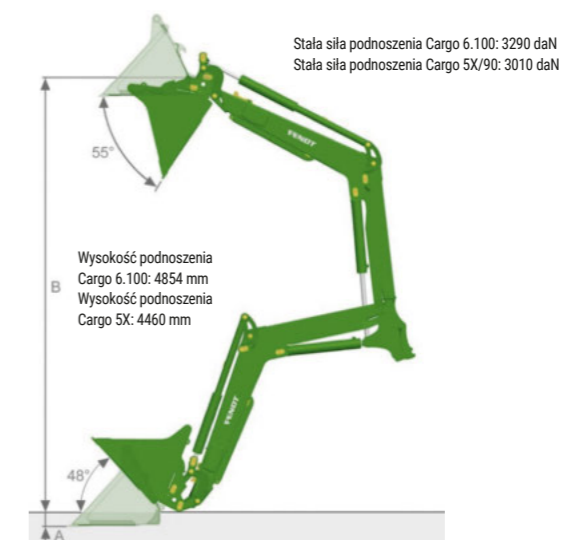 Stała siła podnoszenia Cargo 6.100: 3290 daN
Stała siła podnoszenia Cargo 5X/90: 3010 daN
FENDT
55°
Wysokość podnoszenia
Cargo 6.100: 4854 mm
Wysokość podnoszenia
Cargo 5X: 4460 mm
B
FENDT
48°
A